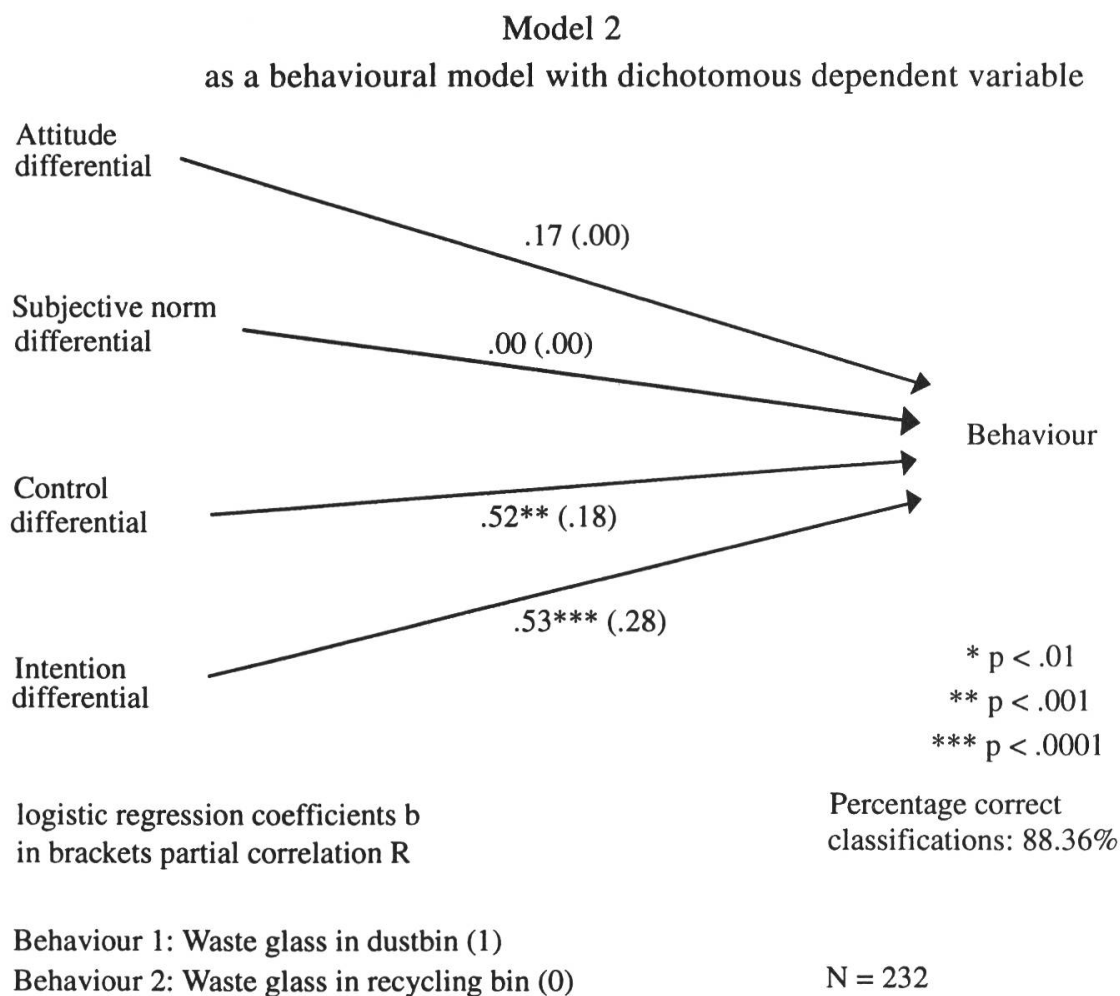 Model 2
as a behavioural model with dichotomous dependent variable
Attitude
differential
.17 (.00)
Subjective norm
differential
.00 (.00)
Behaviour
Control
differential
.52** (.18)
.53*** (.28)
Intention
differential
* p < .01
** p < .001
*** p < .0001
logistic regression coefficients b
in brackets partial correlation R
Percentage correct
classifications: 88.36%
Behaviour 1: Waste glass in dustbin (1)
Behaviour 2: Waste glass in recycling bin (0)
N = 232